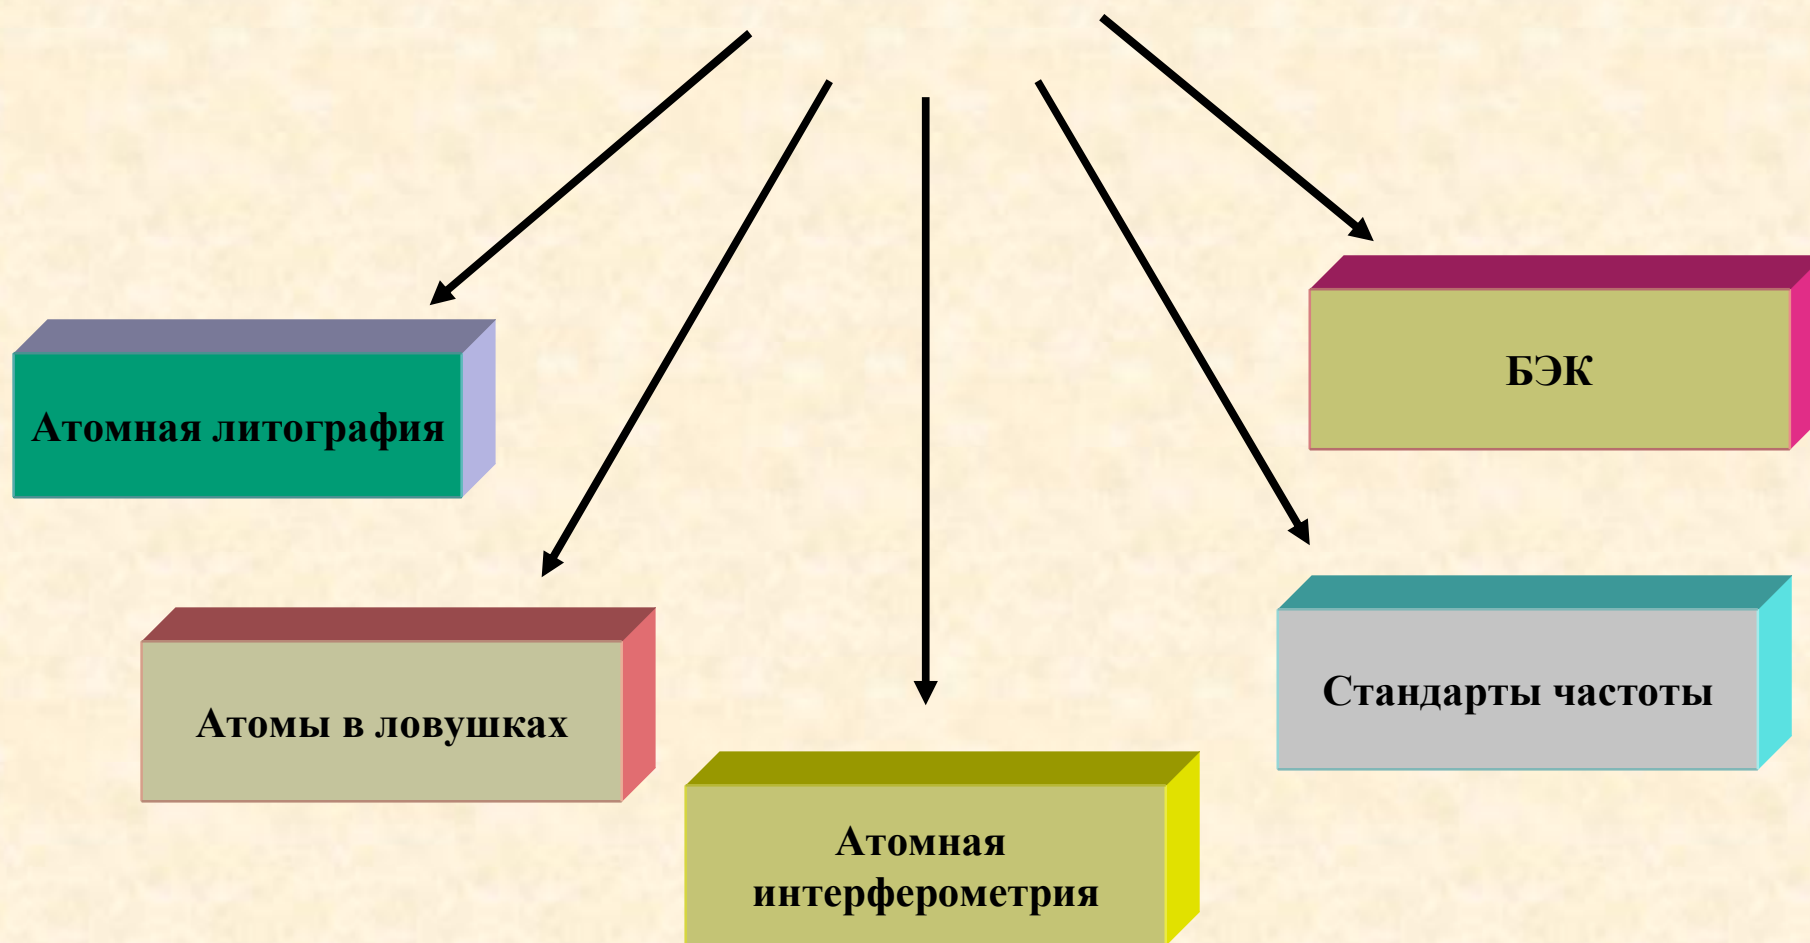 БЭК
Атомная литография
Стандарты частоты
Атомы в ловушках
Атомная
интерферометрия